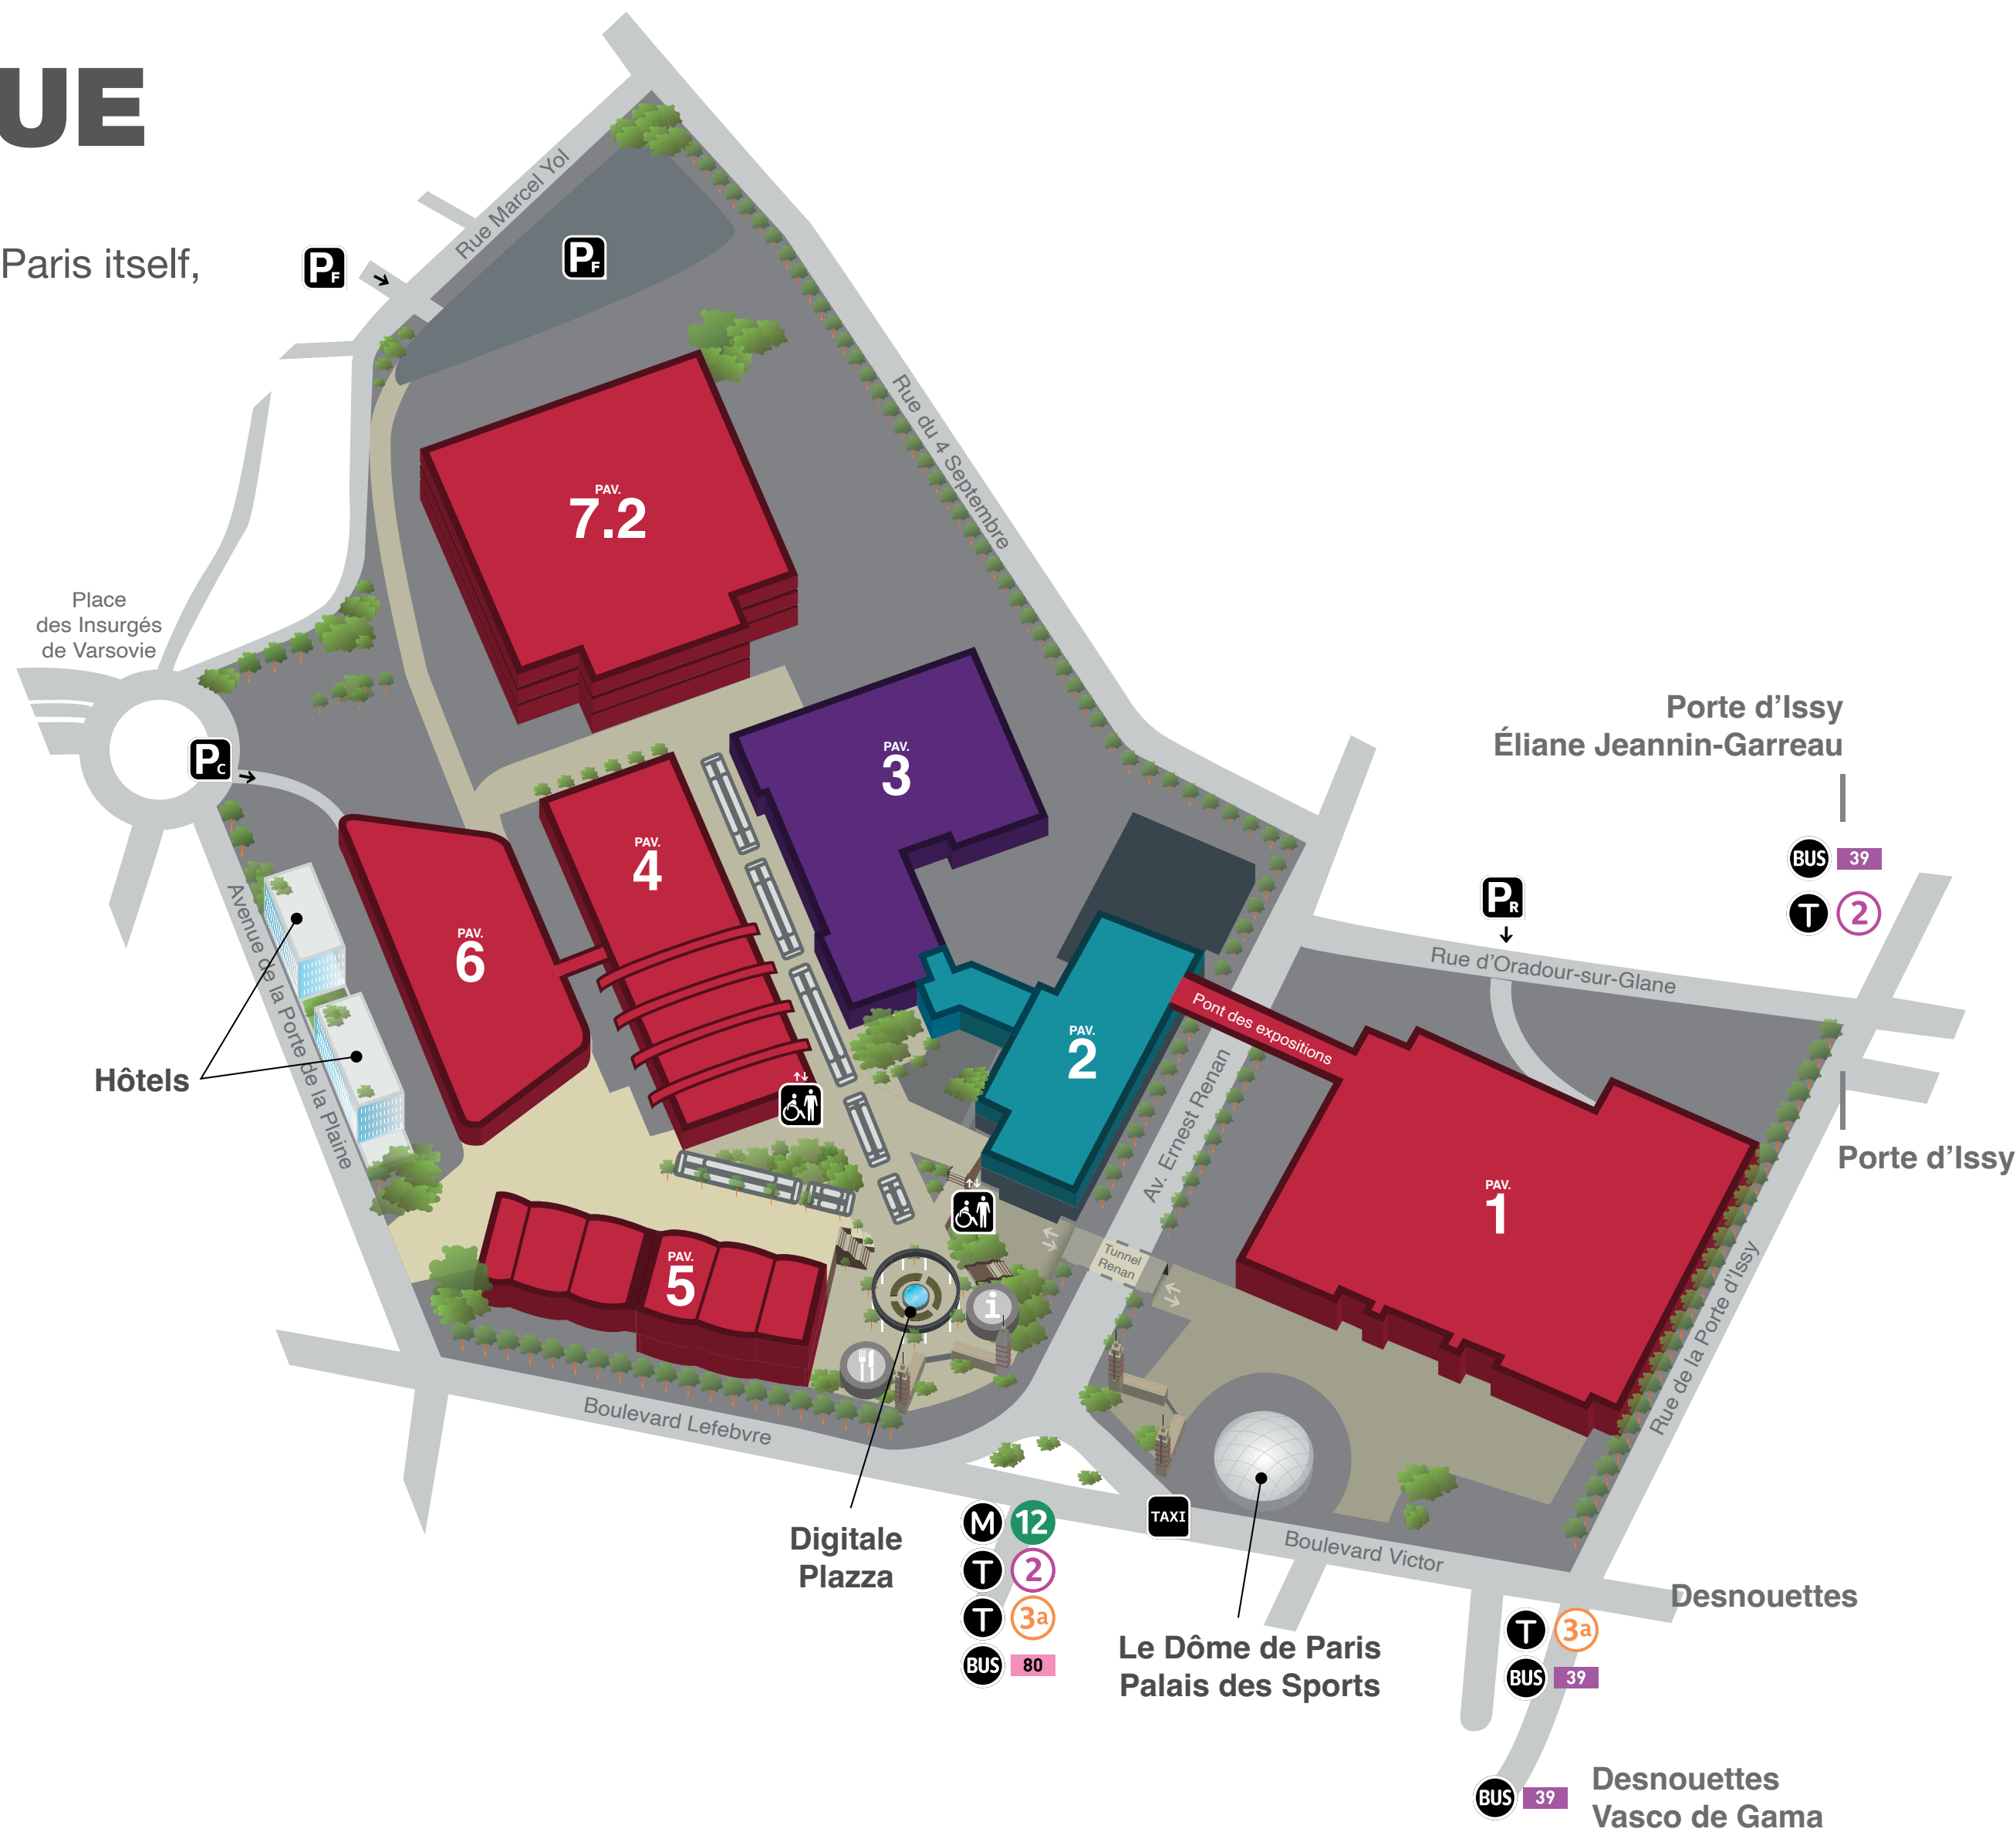 UE
Paris itself,
Rue Marcel Yol
PF
PF
Rue du 4 Septembre
PAV.
7.2
Place
des Insurgés
de Varsovie
PC
PAV.
3
PAV.
4
PAV.
6
Porte d'Issy
Éliane Jeannin-Garreau
BUS 39
T 2
PR
Rue d'Oradour-sur-Glane
Avenue de la Porte de la Plaine
Hôtels
PAV.
2
Pont des expositions
Av. Ernest Renan
Porte d'Issy
PAV.
1
Tunnel
Renan
PAV.
5
i
Rue de la Porte d'Issy
Boulevard Lefebvre
Digitale
Plazza
M 12
T 2
T 3a
BUS 80
TAXI
Boulevard Victor
Le Dôme de Paris
Palais des Sports
Desnouettes
T 3a
BUS 39
BUS 39
Desnouettes
Vasco de Gama